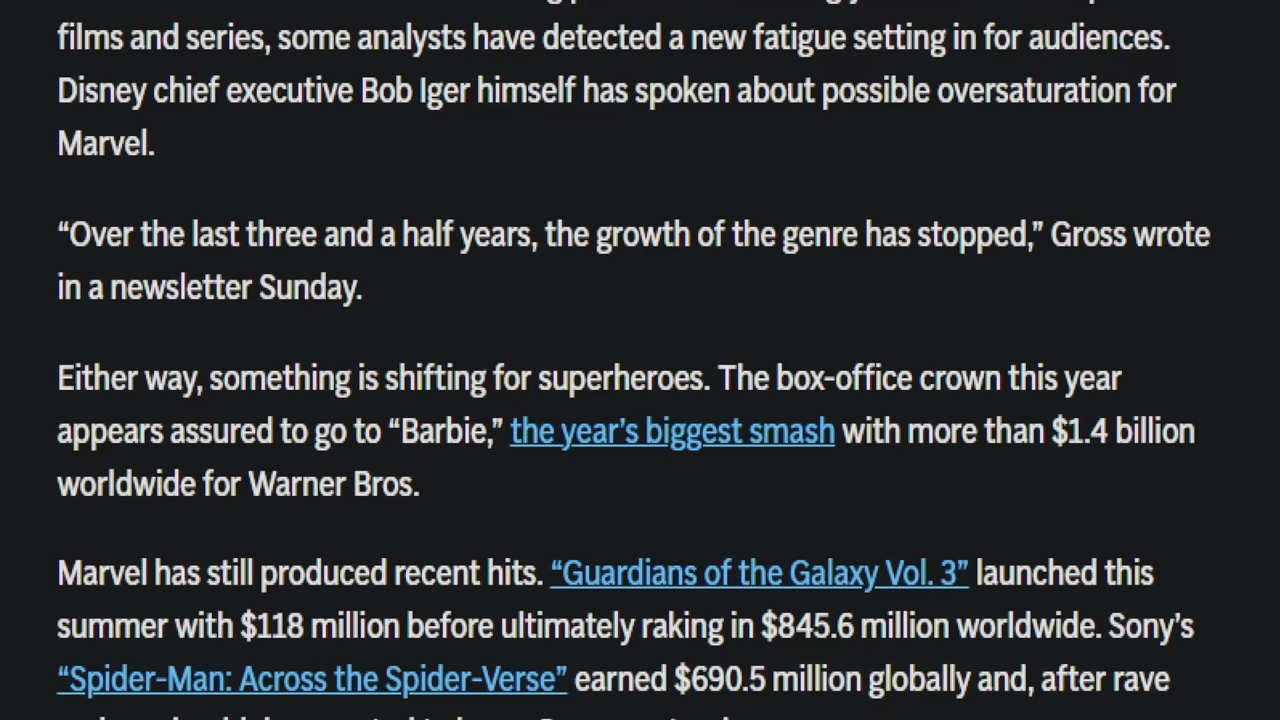 films and series, some analysts have detected a new fatigue setting in for audiences.
Disney chief executive Bob Iger himself has spoken about possible oversaturation for
Marvel.
“Over the last three and a half years, the growth of the genre has stopped,” Gross wrote
in a newsletter Sunday.
Either way, something is shifting for superheroes. The box-office crown this year
appears assured to go to “Barbie,” the year’s biggest smash with more than $1.4 billion
worldwide for Warner Bros.
Marvel has still produced recent hits. “Guardians of the Galaxy Vol. 3” launched this
summer with $118 million before ultimately raking in $845.6 million worldwide. Sony’s
“Spider-Man: Across the Spider-Verse” earned $690.5 million globally and, after rave